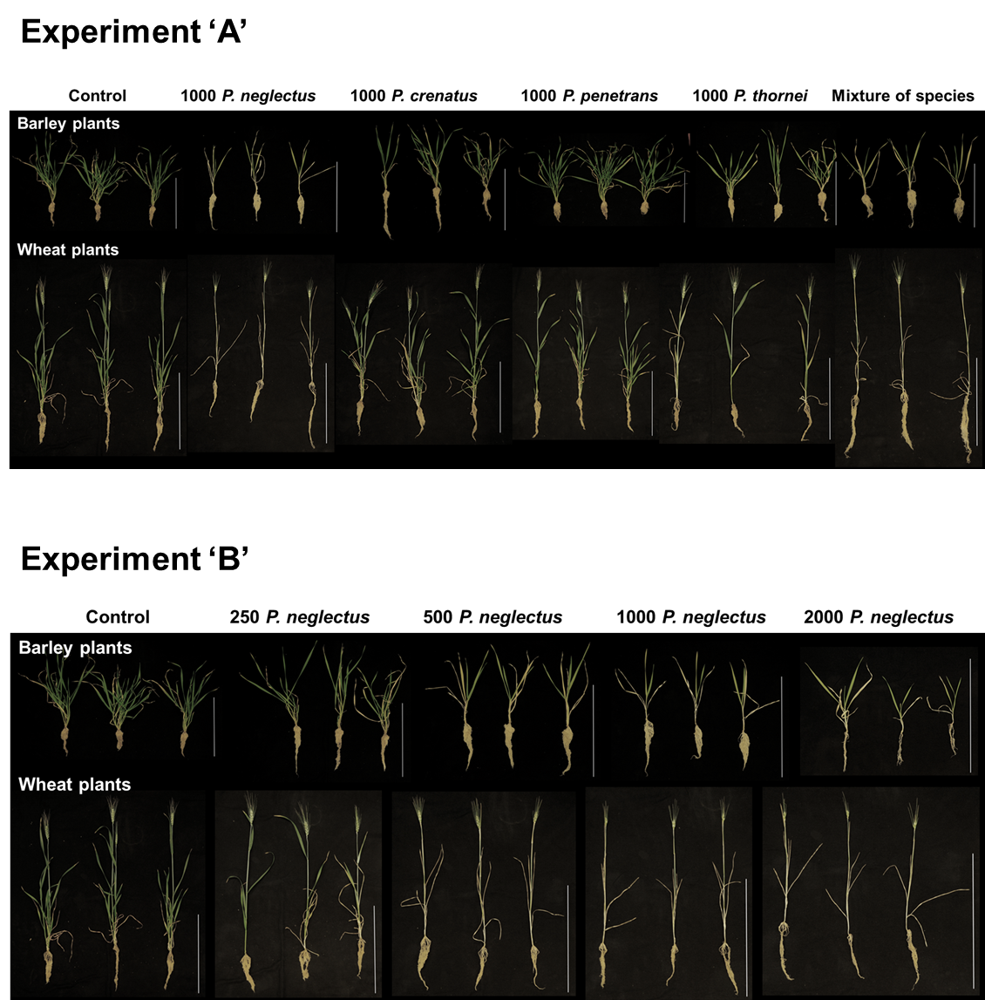 Experiment ‘A’
Control 1000 P. neglectus 1000 P. crenatus 1000 P. penetrans 1000 P. thornei Mixture of species
Barley plants
Wheat plants
Experiment ‘B’
Control 250 P. neglectus 500 P. neglectus 1000 P. neglectus 2000 P. neglectus
Barley plants
Wheat plants